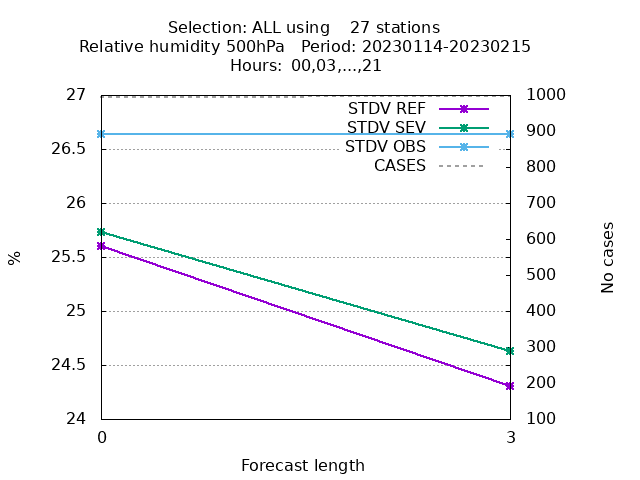 Selection: ALL using    27 stations
Relative humidity 500hPa   Period: 20230114-20230215
Hours:  00,03,...,21
27
26.5
26
25.5
25
24.5
24
%
STDV REF
STDV SEV
STDV OBS
CASES
1000
900
800
700
600
500
400
300
200
100
No cases
0
3
Forecast length